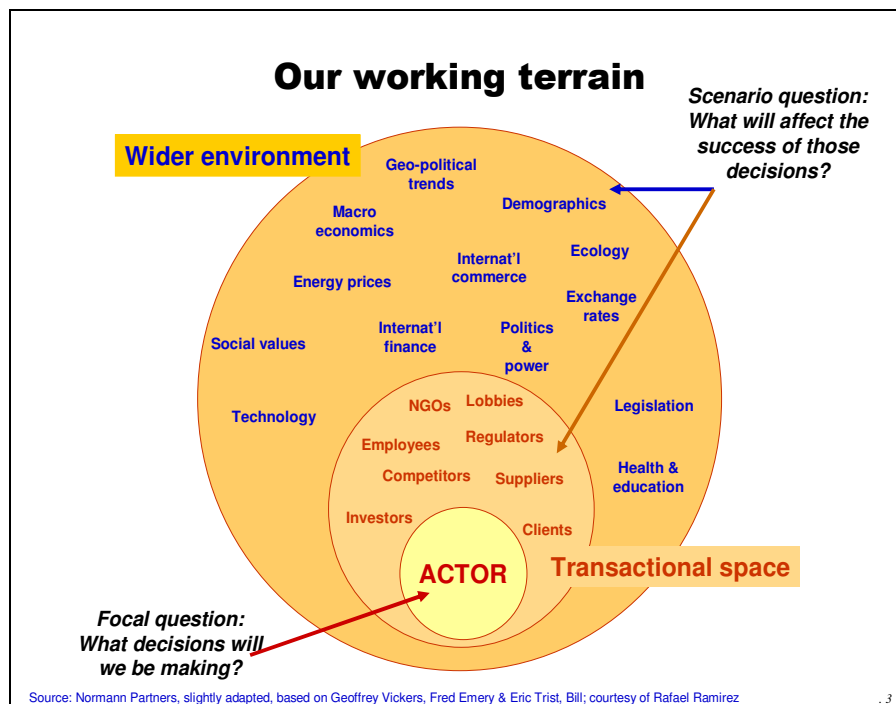 Our working terrain
Scenario question:
What will affect the
success of those
decisions?
Wider environment
Geo-political
trends
Demographics
Macro
economics
Ecology
Internat'l
commerce
Energy prices
Exchange
rates
Internat'l
finance
Politics
&
power
Social values
Technology
NGOs
Lobbies
Legislation
Employees
Regulators
Competitors
Suppliers
Health &
education
Investors
Clients
ACTOR
Transactional space
Focal question:
What decisions will
we be making?
Source: Normann Partners, slightly adapted, based on Geoffrey Vickers, Fred Emery & Eric Trist, Bill; courtesy of Rafael Ramirez
. 3